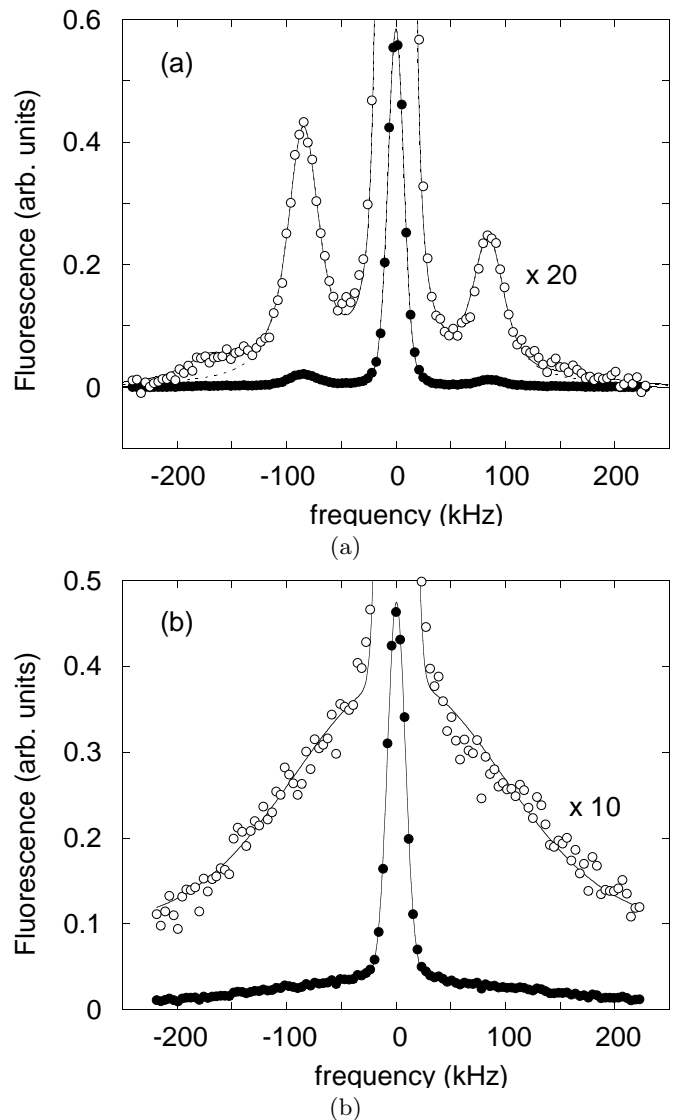 0.6
(a)
0.4
0.2
x 20
0
Fluorescence (arb. units)
-200 -100 0 100 200
frequency (kHz)
(a)
0.5
(b)
0.4
0.3
x 10
0.2
0.1
0
Fluorescence (arb. units)
-200 -100 0 100 200
frequency (kHz)
(b)